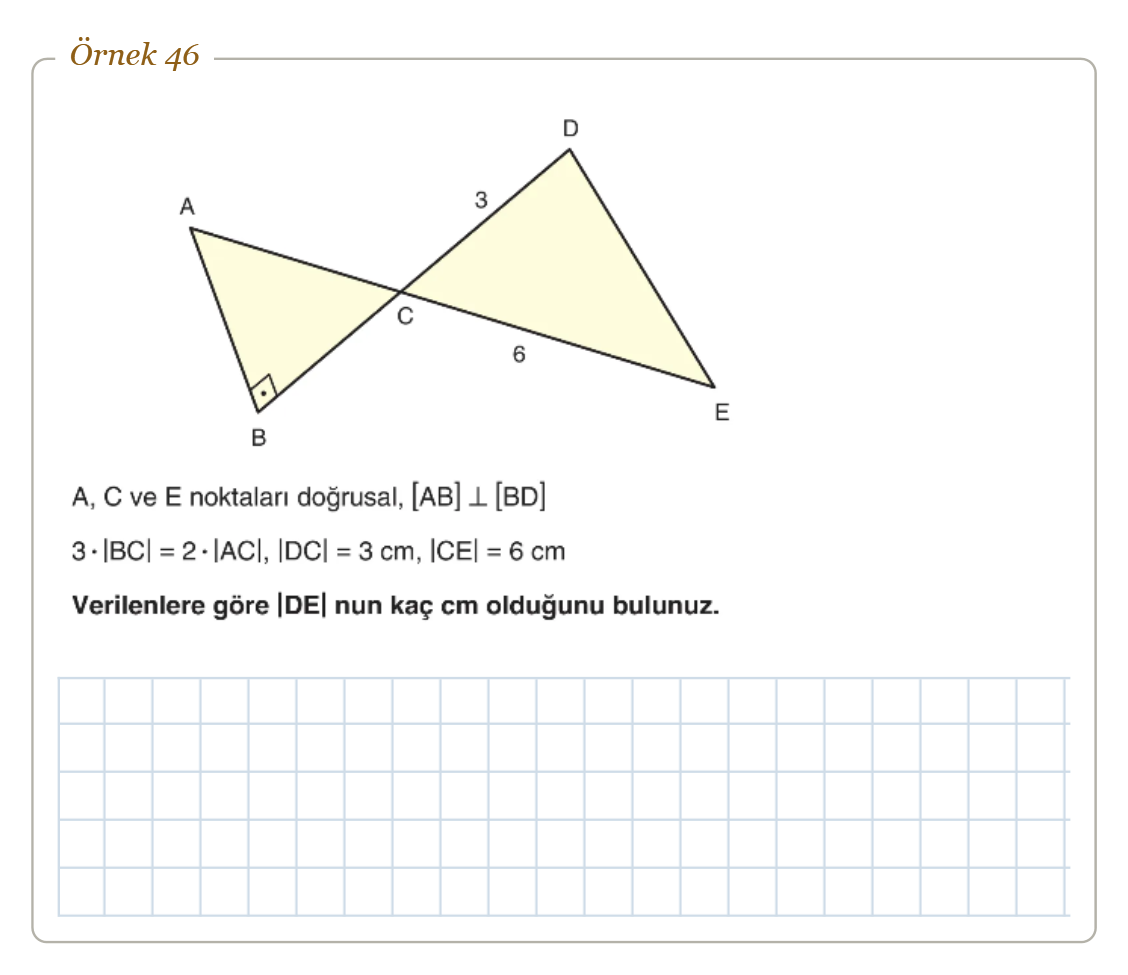 Örnek 46
D
3
A
C
6
E
B
A, C ve E noktaları doğrusal, [AB] ⊥ [BD]
3 · |BC| = 2 · |AC|, |DC| = 3 cm, |CE| = 6 cm
Verilenlere göre |DE| nun kaç cm olduğunu bulunuz.